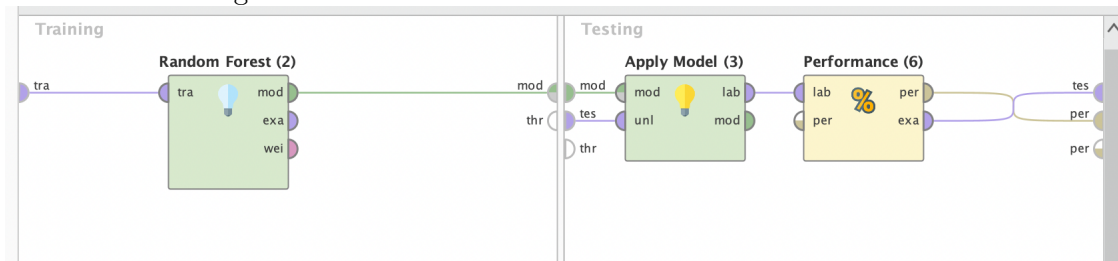 Training
Testing
Random Forest (2)
Apply Model (3)
Performance (6)
tra
tra
mod
mod
mod
mod
lab
lab
per
tes
exa
thr
tes
unl
mod
per
exa
per
wei
thr
per
%